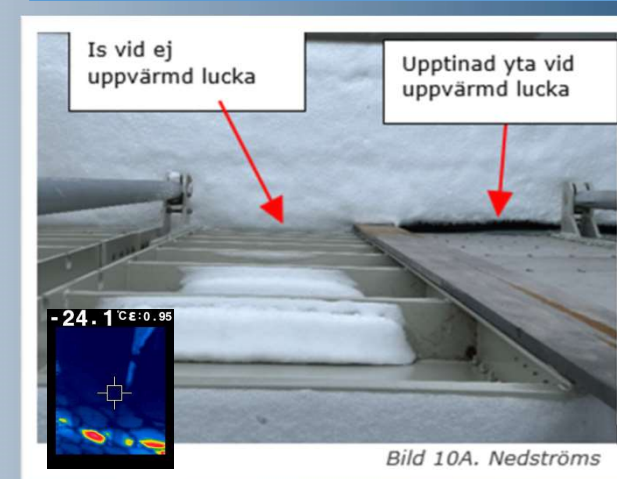 Is vid ej
uppvärmd lucka
Upptinad yta vid
uppvärmd lucka
-24.1°C ε:0.95
Bild 10A. Nedströms